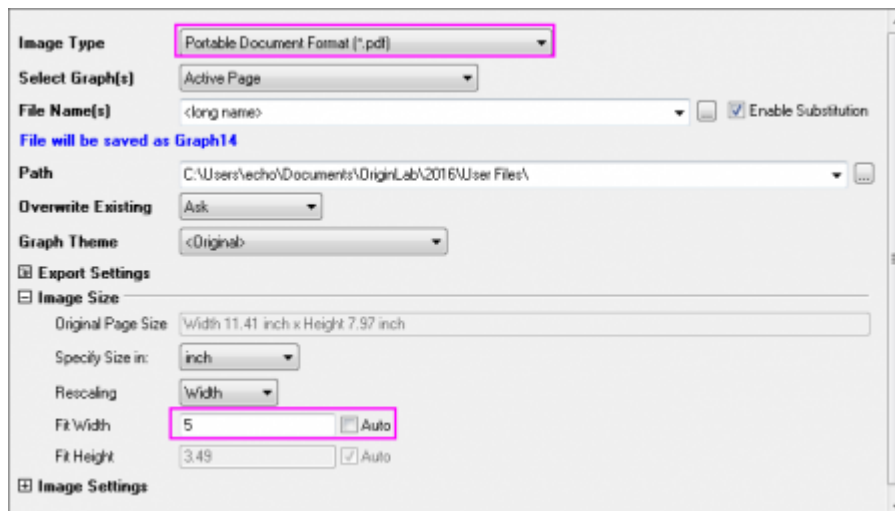 Image Type Portable Document Format (*.pdf)
Select Graph(s) Active Page
File Name(s) <long name> ... Enable Substitution
File will be saved as Graph14
Path C:\Users\echo\Documents\OriginLab\2016\User Files\ ...
Overwrite Existing Ask
Graph Theme <Original>
Export Settings
Image Size
Original Page Size Width 11.41 inch x Height 7.97 inch
Specify Size in: inch
Rescaling Width
Fit Width 5 Auto
Fit Height 3.49 Auto
Image Settings